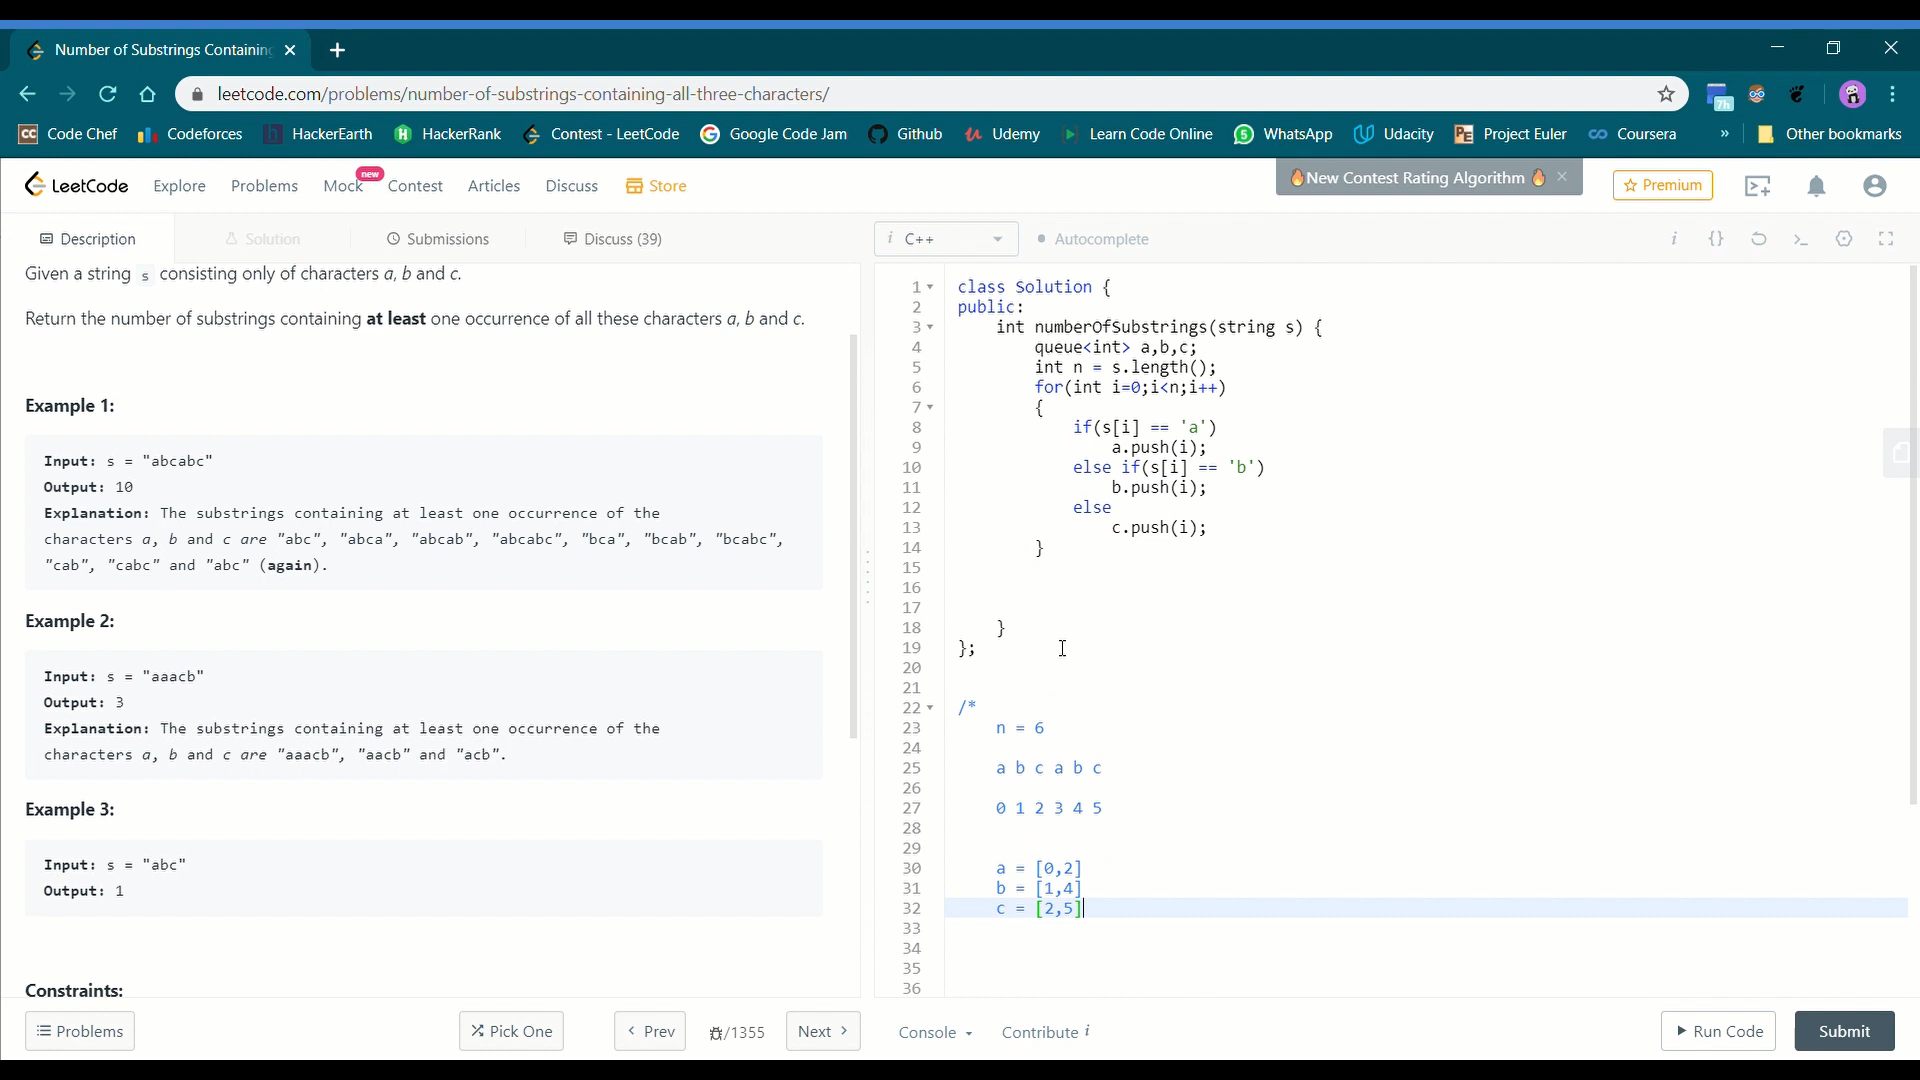 Number of Substrings Containing
leetcode.com/problems/number-of-substrings-containing-all-three-characters/
7h
Code Chef Codeforces HackerEarth HackerRank Contest - LeetCode Google Code Jam Github Udemy Learn Code Online WhatsApp Udacity Project Euler Coursera » Other bookmarks
LeetCode Explore Problems Mock new Contest Articles Discuss Store
🔥New Contest Rating Algorithm 🔥 ×
Premium
Description Solution Submissions Discuss (39)
i C++ Autocomplete
Given a string s consisting only of characters a, b and c.
Return the number of substrings containing at least one occurrence of all these characters a, b and c.
Example 1:
Input: s = "abcabc"
Output: 10
Explanation: The substrings containing at least one occurrence of the
characters a, b and c are "abc", "abca", "abcab", "abcabc", "bca", "bcab", "bcabc",
"cab", "cabc" and "abc" (again).
Example 2:
Input: s = "aaacb"
Output: 3
Explanation: The substrings containing at least one occurrence of the
characters a, b and c are "aaacb", "aacb" and "acb".
Example 3:
Input: s = "abc"
Output: 1
Constraints:
1 class Solution {
2 public:
3 int numberOfSubstrings(string s) {
4 queue<int> a,b,c;
5 int n = s.length();
6 for(int i=0;i<n;i++)
7 {
8 if(s[i] == 'a')
9 a.push(i);
10 else if(s[i] == 'b')
11 b.push(i);
12 else
13 c.push(i);
14 }
15
16
17
18 }
19 };
20
21
22 /*
23 n = 6
24
25 a b c a b c
26
27 0 1 2 3 4 5
28
29
30 a = [0,2]
31 b = [1,4]
32 c = [2,5]
33
34
35
36
Problems Pick One Prev /1355 Next Console Contribute i Run Code Submit